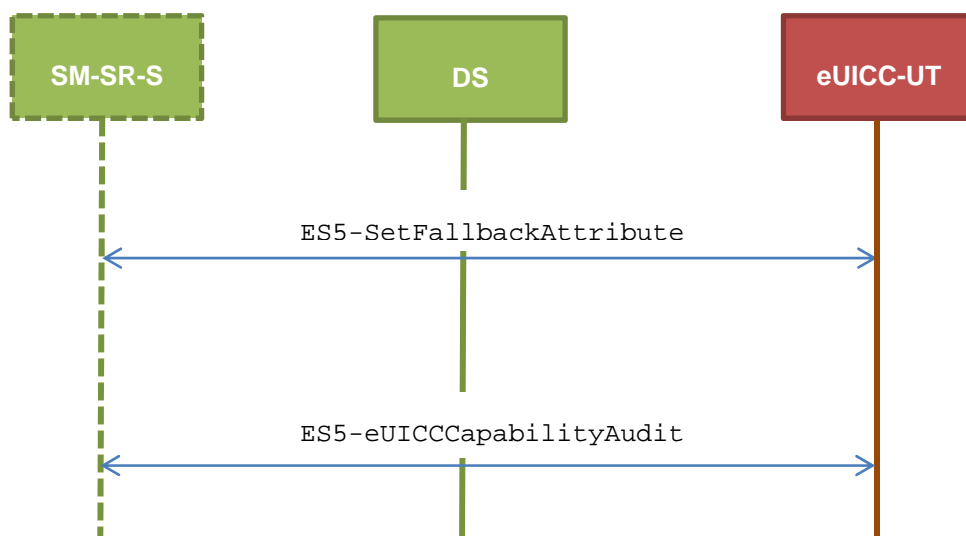 SM-SR-S
DS
eUICC-UT
ES5-SetFallbackAttribute
ES5-eUICCCapabilityAudit